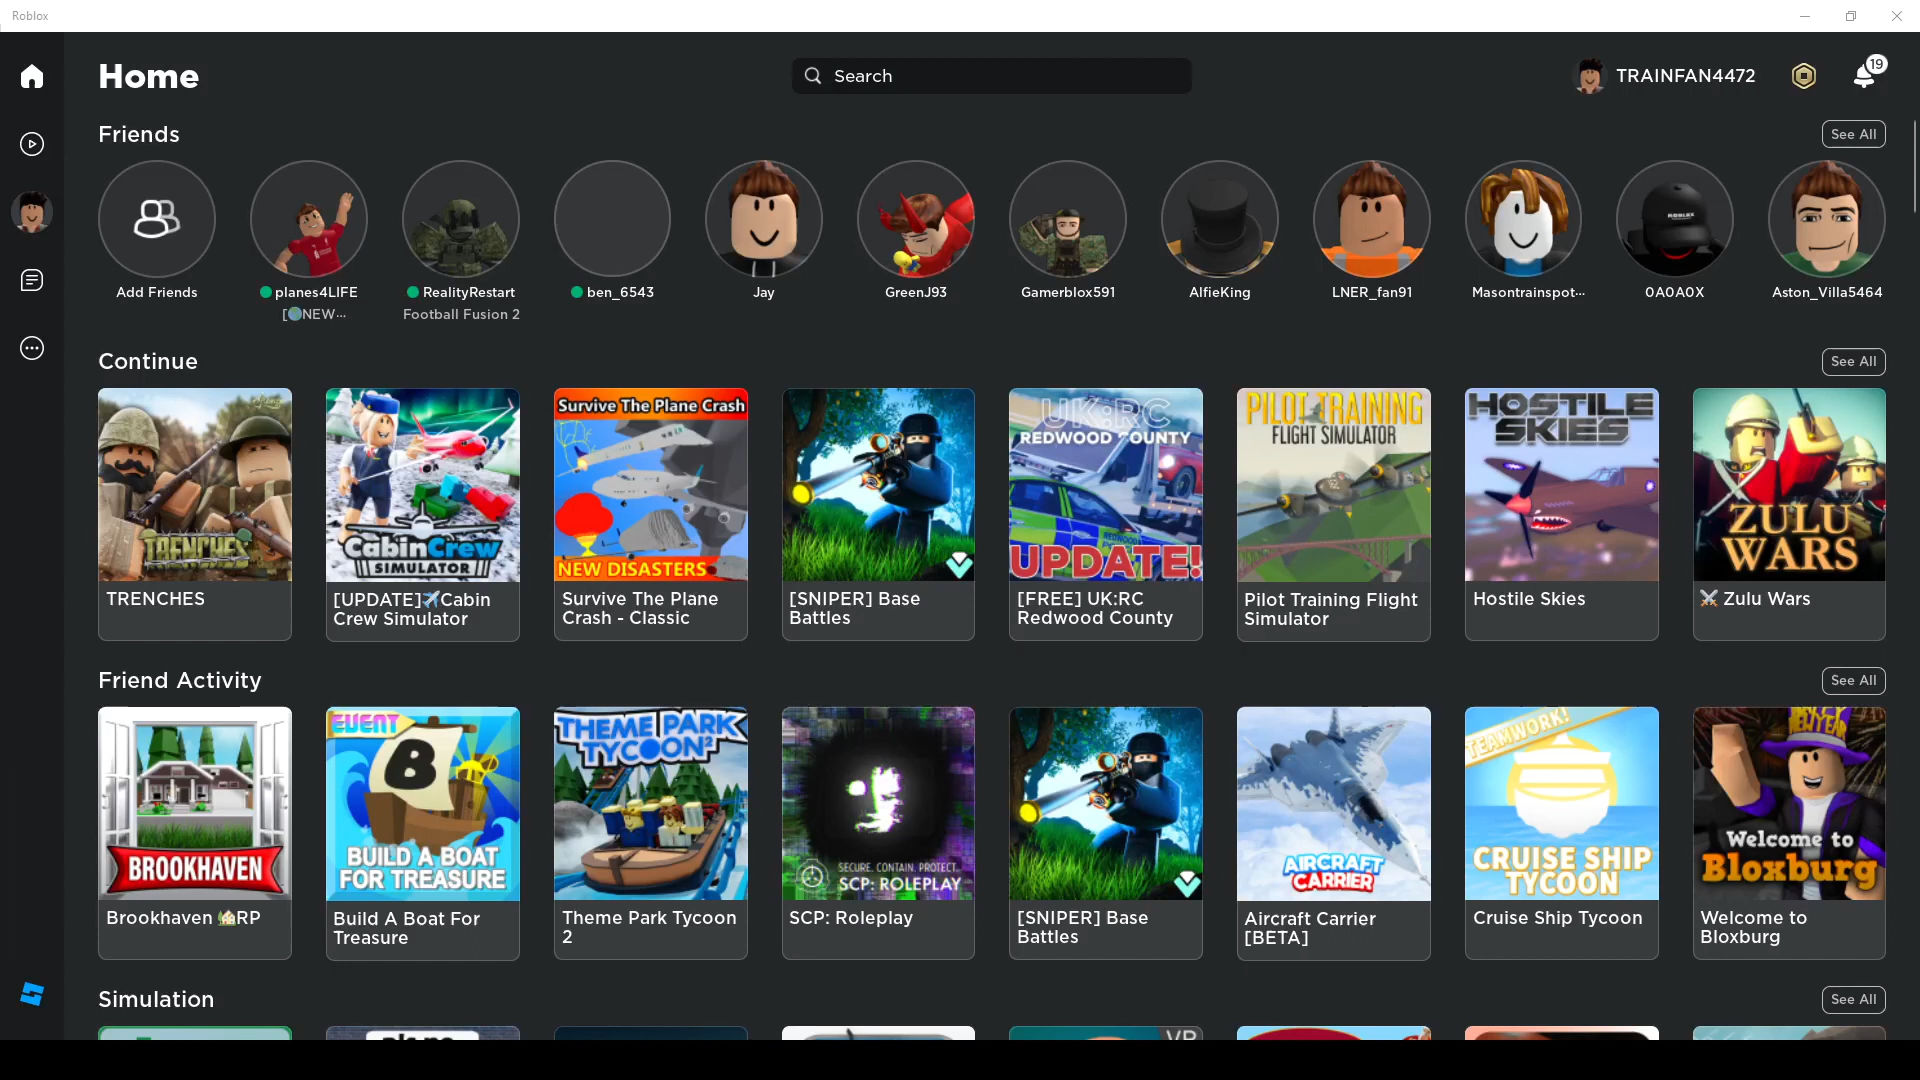 Roblox
Home
Search
TRAINFAN4472
19
Friends
See All
Add Friends
planes4LIFE
RealityRestart
ben_6543
Jay
GreenJ93
Gamerblox591
AlfieKing
LNER_fan91
Masontrainspot...
0A0A0X
Aston_Villa5464
[🌎NEW...
Football Fusion 2
Continue
See All
TRENCHES
CabinCrew
SIMULATOR
Survive The Plane Crash
NEW DISASTERS
UK:RC
REDWOOD COUNTY
UPDATE!
PILOT TRAINING
FLIGHT SIMULATOR
HOSTILE
SKIES
ZULU
WARS
TRENCHES
[UPDATE]✈️Cabin
Crew Simulator
Survive The Plane
Crash - Classic
[SNIPER] Base
Battles
[FREE] UK:RC
Redwood County
Pilot Training Flight
Simulator
Hostile Skies
⚔️ Zulu Wars
Friend Activity
See All
BROOKHAVEN
EVENT
B
BUILD A BOAT
FOR TREASURE
THEME PARK
TYCOON 2
SECURE. CONTAIN. PROTECT.
SCP: ROLEPLAY
AIRCRAFT
CARRIER
TEAMWORK!
CRUISE SHIP
TYCOON
Welcome to
Bloxburg
Brookhaven 🏡RP
Build A Boat For
Treasure
Theme Park Tycoon
2
SCP: Roleplay
[SNIPER] Base
Battles
Aircraft Carrier
[BETA]
Cruise Ship Tycoon
Welcome to
Bloxburg
Simulation
See All
VR